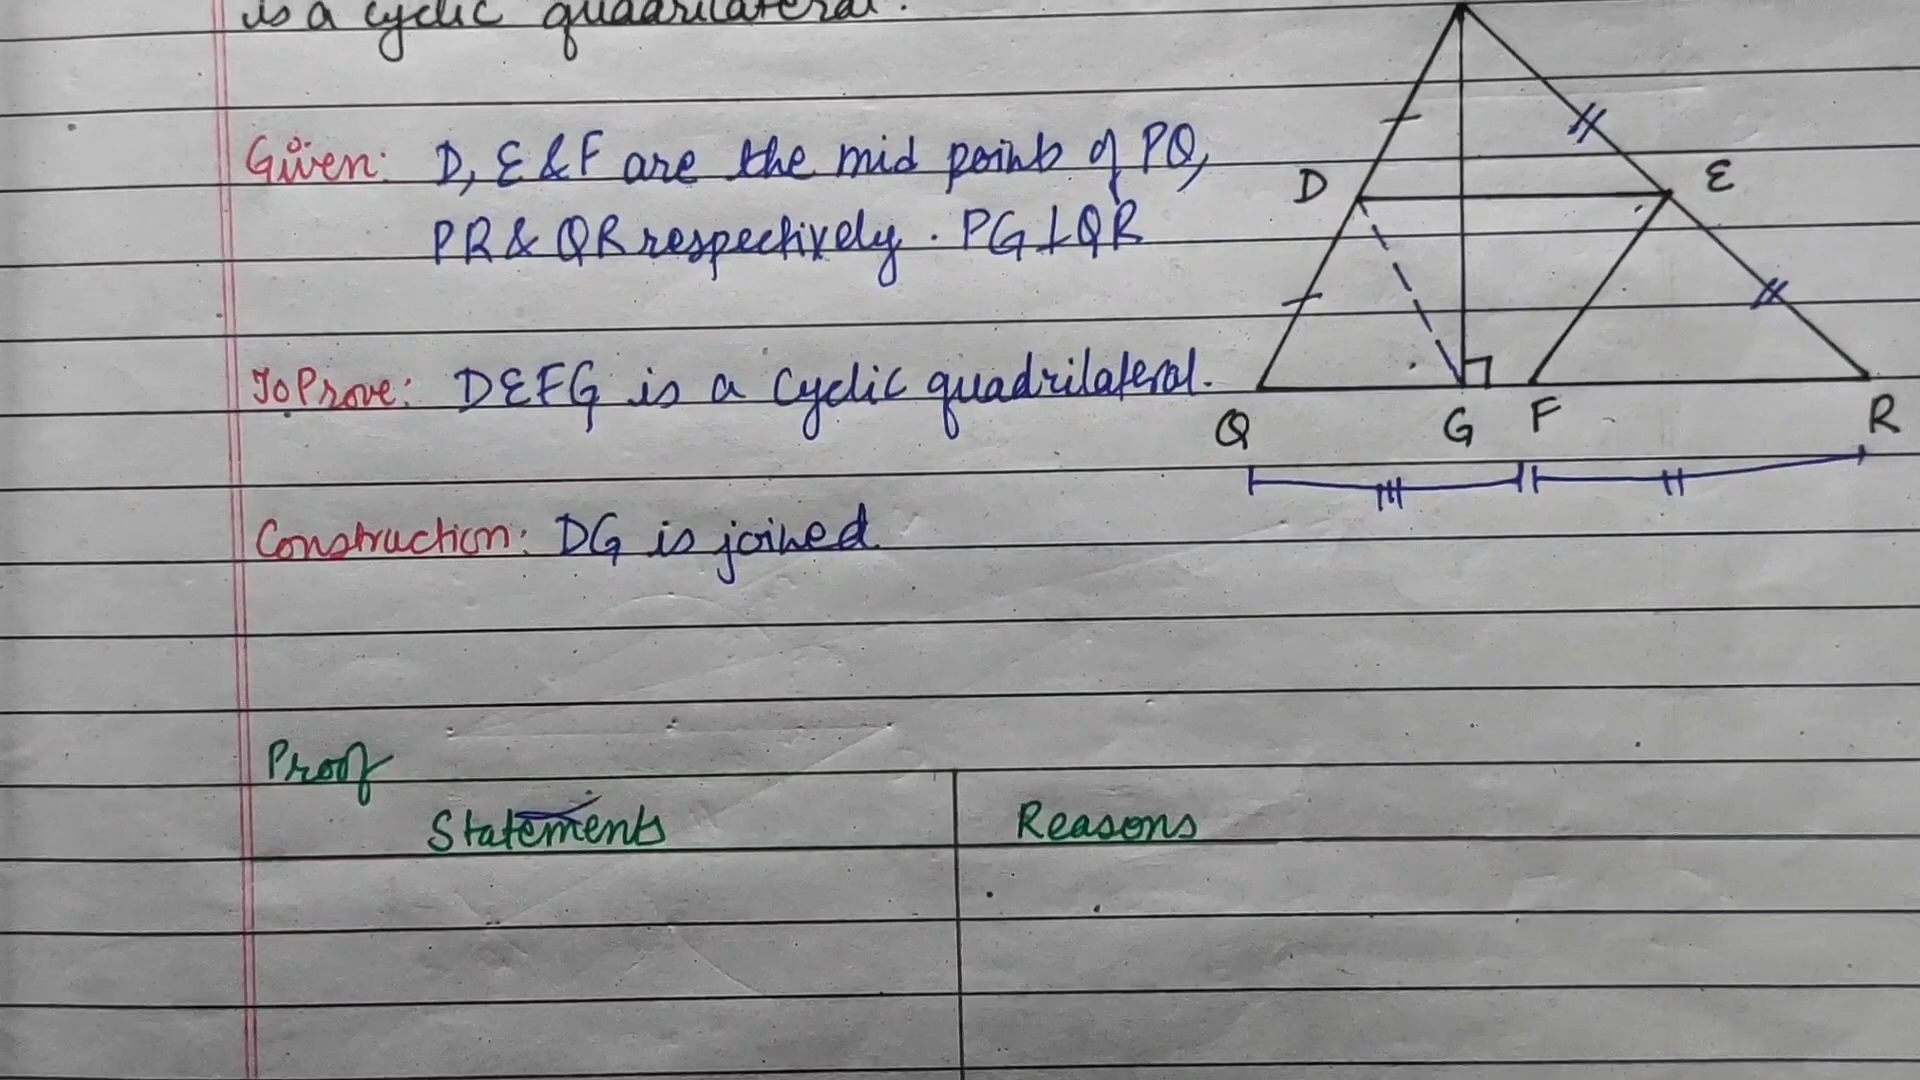 is a cyclic quadrilateral.
Given: D, E & F are the mid points of PQ,
PR & QR respectively. PG ⊥ QR
To Prove: DEFG is a cyclic quadrilateral.
Construction: DG is joined.
D
E
Q
G
F
R
Proof
Statements
Reasons